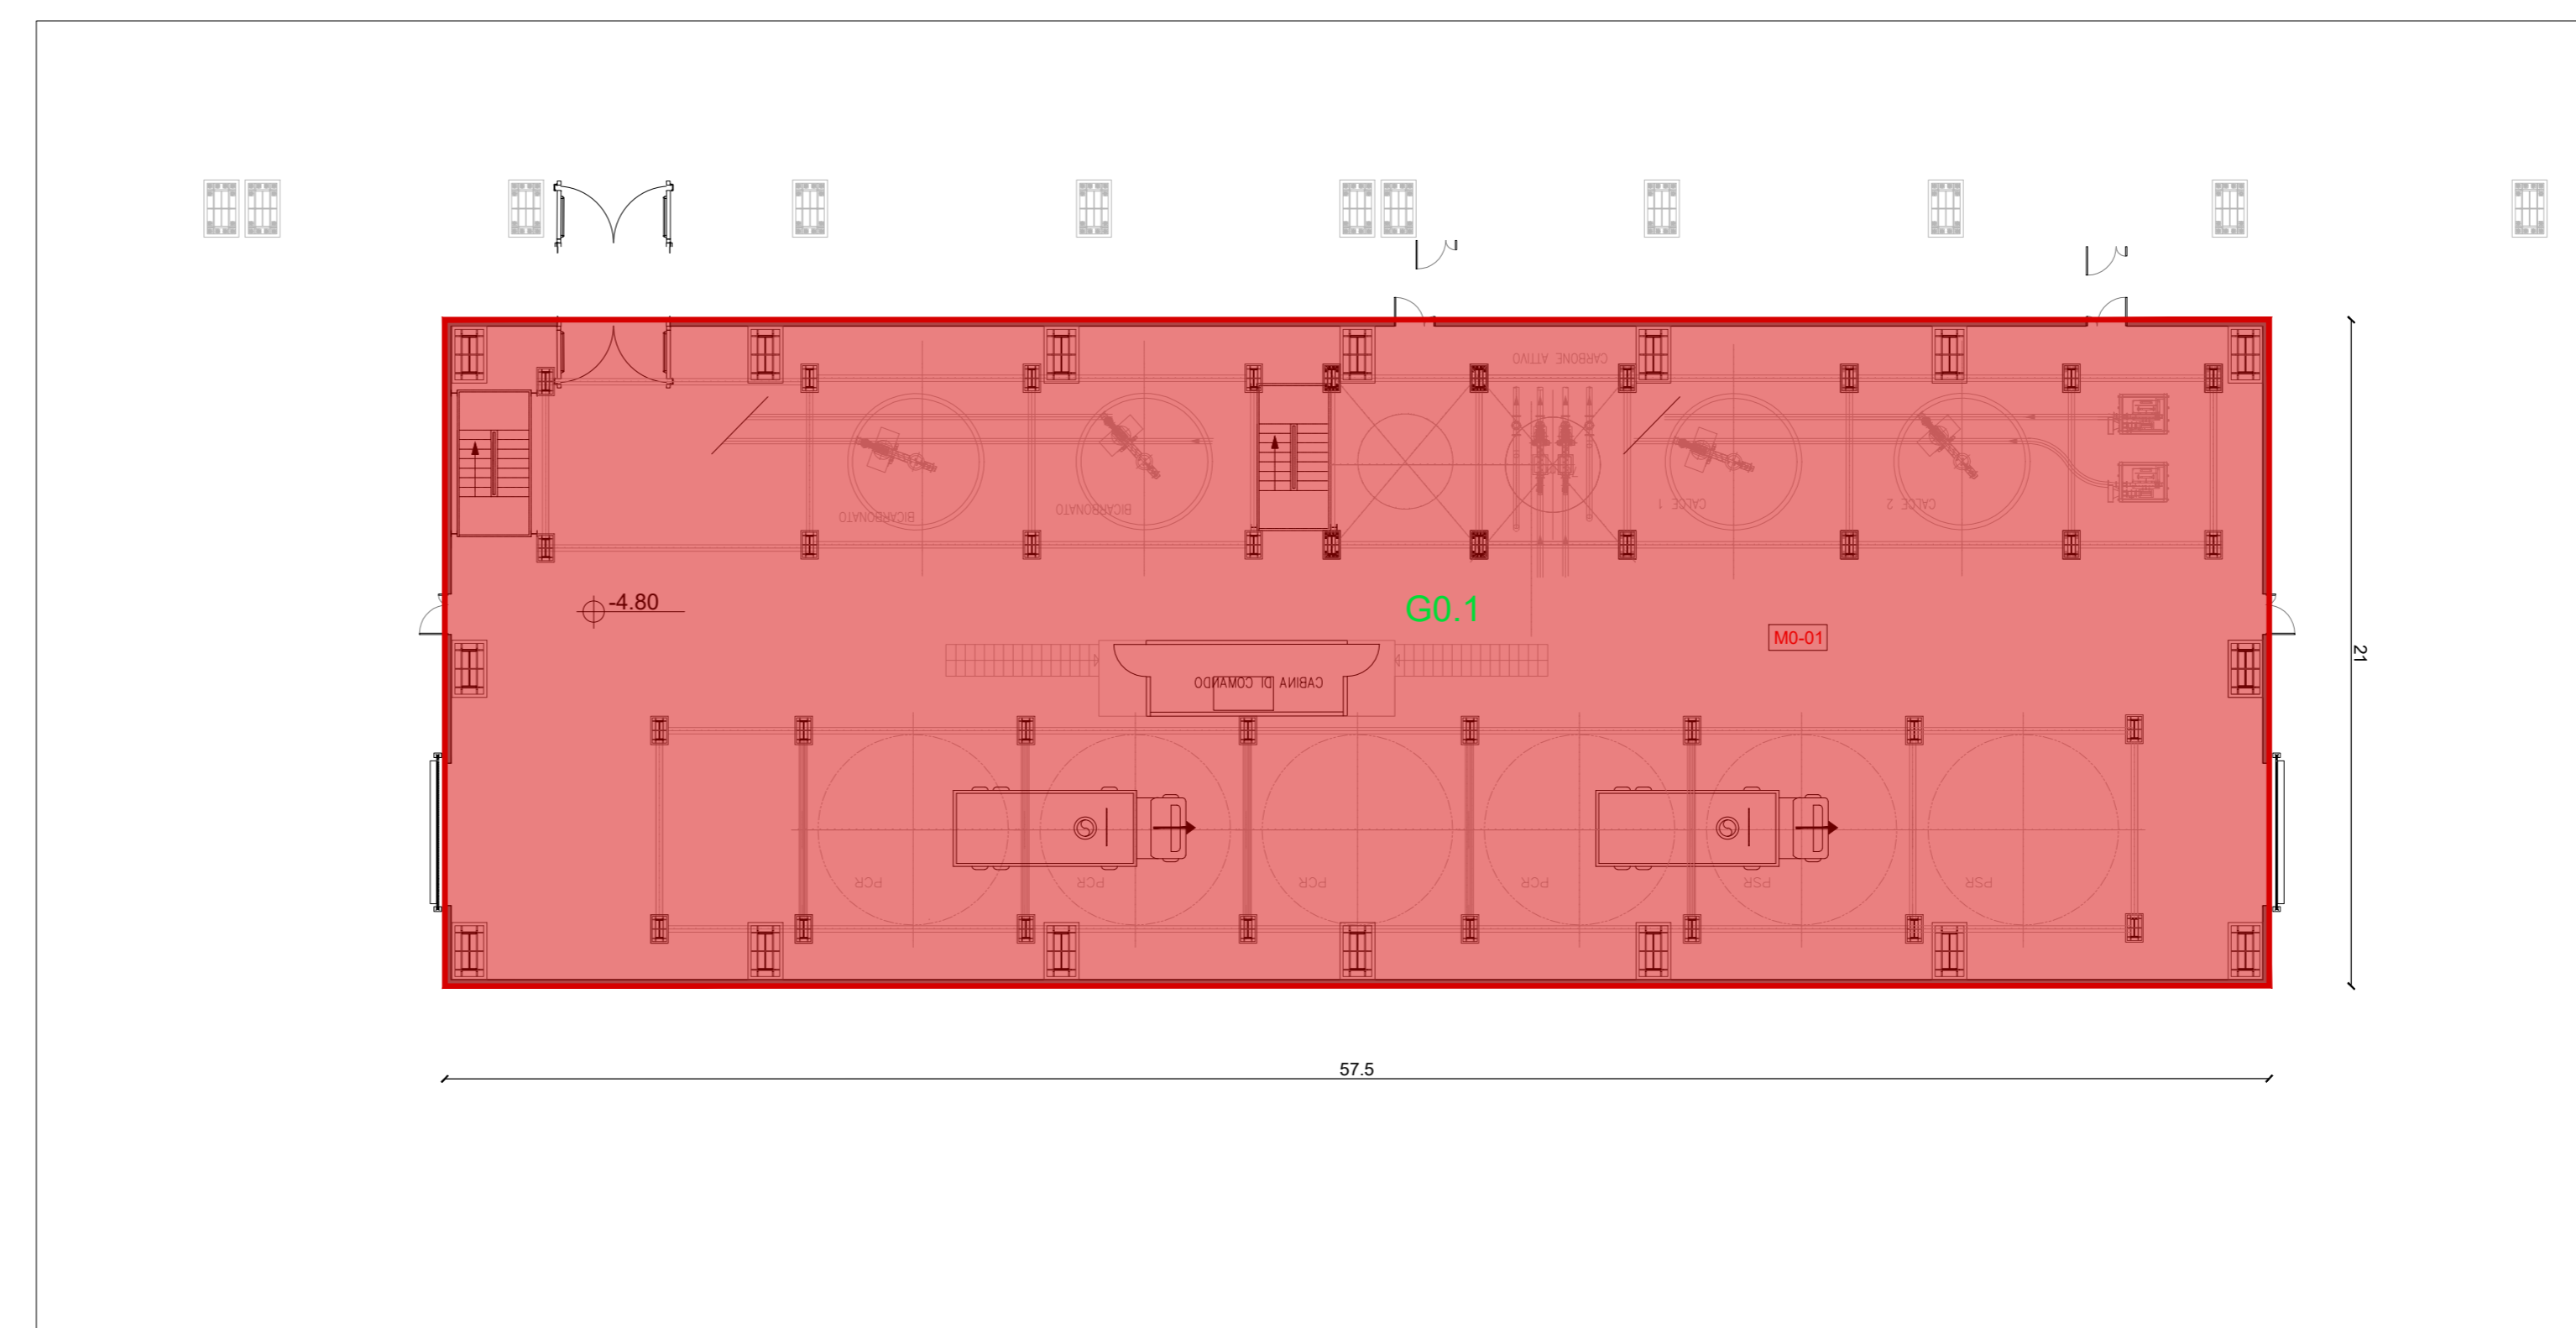 CARBONE ATTIVO
BICARBONATO
BICARBONATO
CALCE 1
CALCE 2
-4.80
G0.1
M0-01
21
CABINA DI COMANDO
PCR
PCR
PCR
PCR
PSR
PSR
57.5